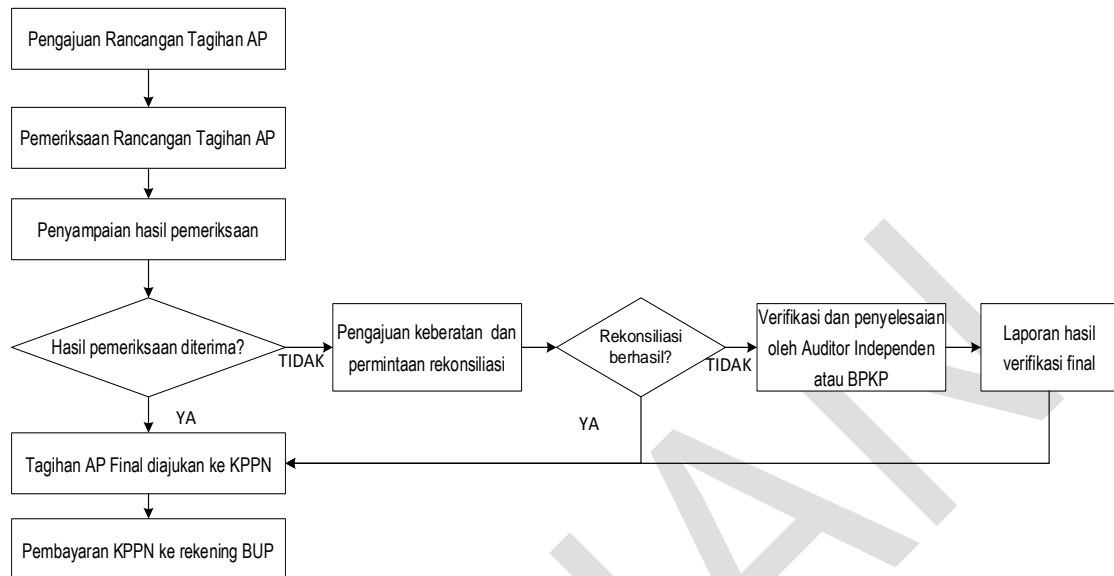 Pengajuan Rancangan Tagihan AP
Pemeriksaan Rancangan Tagihan AP
Penyampaian hasil pemeriksaan
Hasil pemeriksaan diterima?
TIDAK
Pengajuan keberatan dan
permintaan rekonsiliasi
Rekonsiliasi
berhasil?
TIDAK
Verifikasi dan penyelesaian
oleh Auditor Independen
atau BPKP
Laporan hasil
verifikasi final
YA
YA
Tagihan AP Final diajukan ke KPPN
Pembayaran KPPN ke rekening BUP